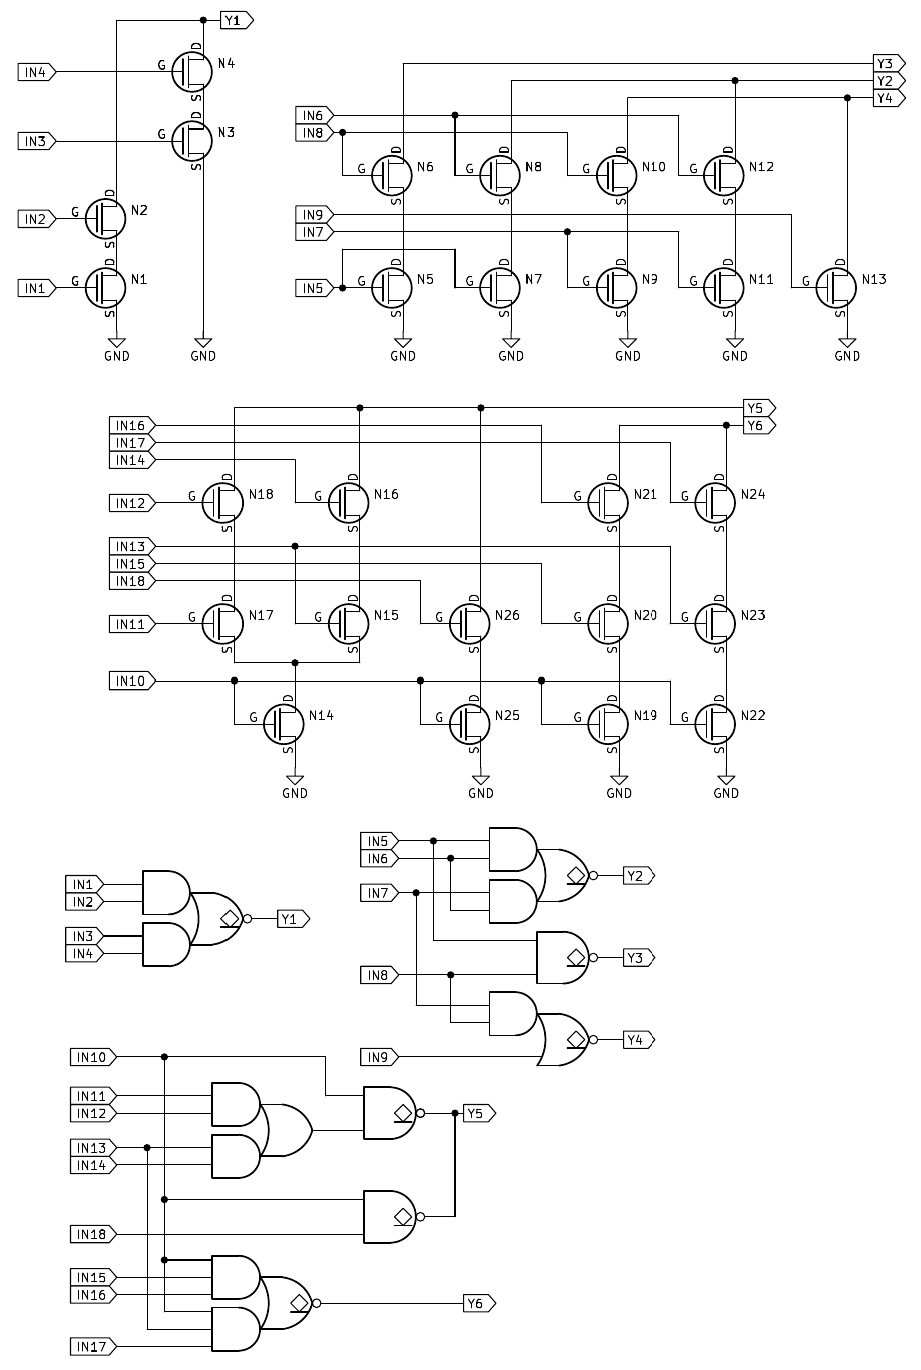 Y1
D
IN4 G N4
S
D
IN3 G N3
S
D
IN2 G N2
S
D
IN1 G N1
S
GND GND
Y3
Y2
Y4
IN6
IN8
D D D D
G N6 G N8 G N10 G N12
S S S S
IN9
IN7
D D D D D
IN5 G N5 G N7 G N9 G N11 G N13
S S S S S
GND GND GND GND GND
Y5
IN16 Y6
IN17
IN14
D D D D
IN12 G N18 G N16 G N21 G N24
S S S S
IN13
IN15
IN18
D D D D D
IN11 G N17 G N15 G N26 G N20 G N23
S S S S S
IN10
D D D D
G N14 G N25 G N19 G N22
S S S S
GND GND GND GND
IN1
IN2
Y1
IN3
IN4
IN5
IN6
Y2
IN7
Y3
IN8
Y4
IN9
IN10
IN11
IN12
Y5
IN13
IN14
IN18
IN15
IN16
Y6
IN17